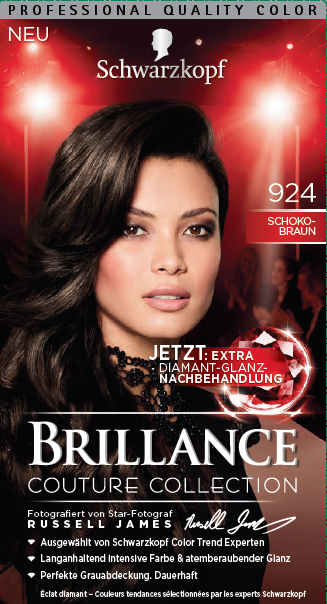 PROFESSIONAL QUALITY COLOR
NEU
Schwarzkopf
924
SCHOKO-
BRAUN
JETZT: EXTRA
DIAMANT-GLANZ-
NACHBEHANDLUNG
BRILLANCE
COUTURE COLLECTION
Fotografiert von Star-Fotograf
RUSSELL JAMES Russell James
Ausgewählt von Schwarzkopf Color Trend Experten
Langanhaltend intensive Farbe & atemberaubender Glanz
Perfekte Grauabdeckung. Dauerhaft
Éclat diamant – Couleurs tendances sélectionnées par les experts Schwarzkopf